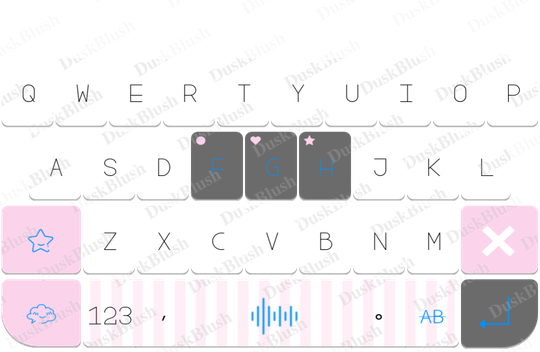 Q W E R T Y U I O P
A S D F G H J K L
Z X C V B N M
123 , AB
DuskBlush